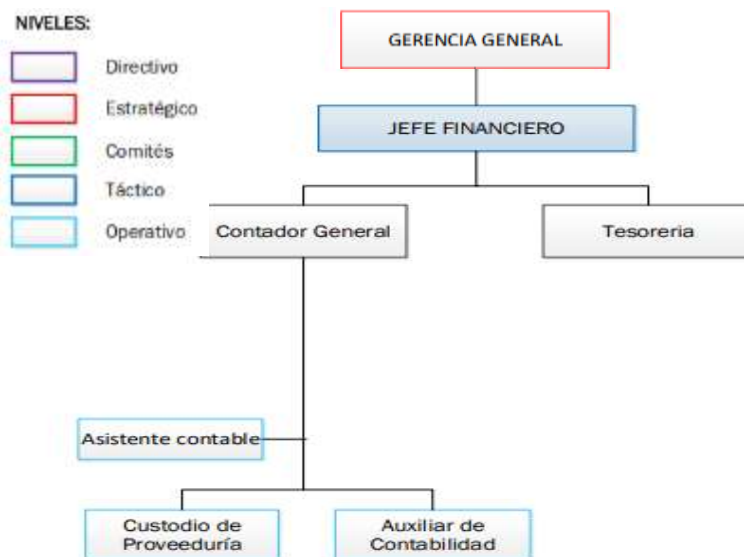 NIVELES:
Directivo
Estratégico
Comités
Táctico
Operativo
GERENCIA GENERAL
JEFE FINANCIERO
Contador General
Tesoreria
Asistente contable
Custodio de
Proveeduría
Auxiliar de
Contabilidad